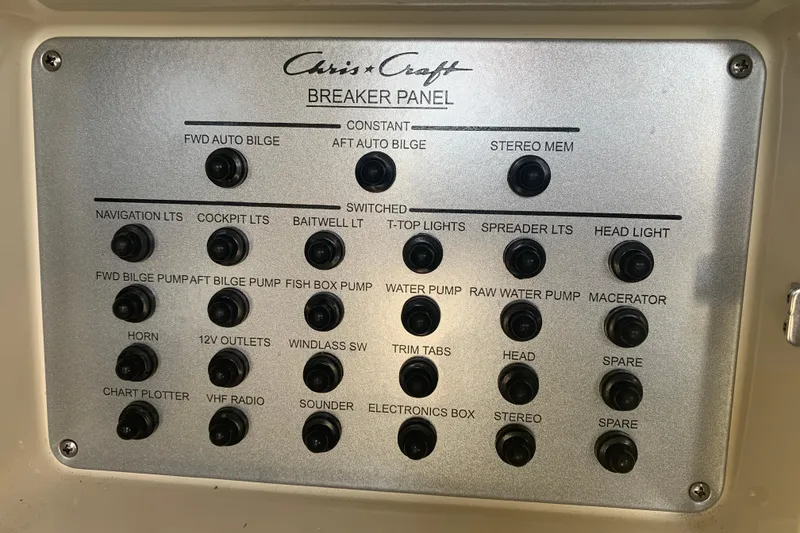 Chris★Craft
BREAKER PANEL
CONSTANT
FWD AUTO BILGE AFT AUTO BILGE STEREO MEM
SWITCHED
NAVIGATION LTS COCKPIT LTS BAITWELL LT T-TOP LIGHTS SPREADER LTS HEAD LIGHT
FWD BILGE PUMP AFT BILGE PUMP FISH BOX PUMP WATER PUMP RAW WATER PUMP MACERATOR
HORN 12V OUTLETS WINDLASS SW TRIM TABS HEAD SPARE
CHART PLOTTER VHF RADIO SOUNDER ELECTRONICS BOX STEREO SPARE